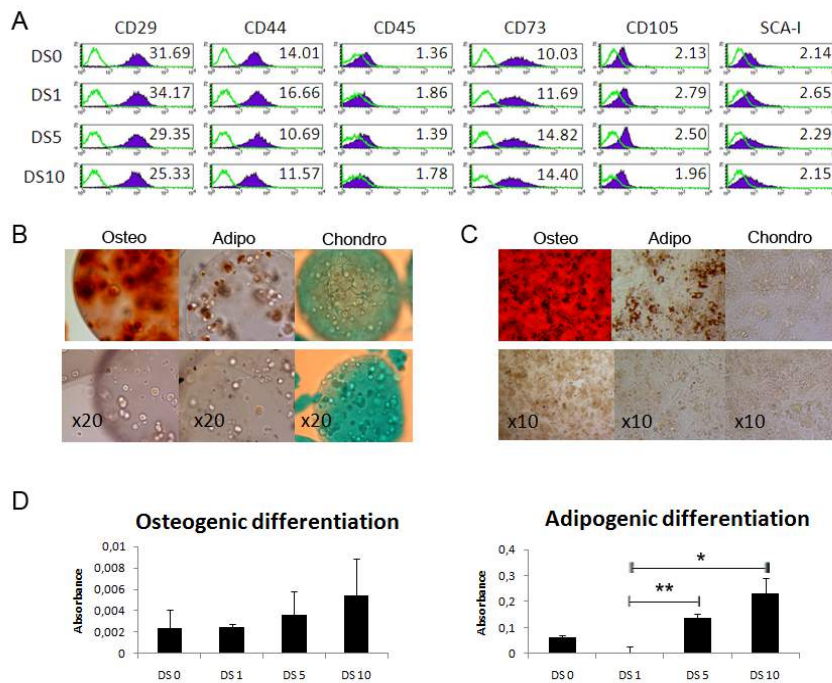 A
CD29 CD44 CD45 CD73 CD105 SCA-I
DS0 31.69 14.01 1.36 10.03 2.13 2.14
DS1 34.17 16.66 1.86 11.69 2.79 2.65
DS5 29.35 10.69 1.39 14.82 2.50 2.29
DS10 25.33 11.57 1.78 14.40 1.96 2.15
B
Osteo Adipo Chondro
x20 x20 x20
C
Osteo Adipo Chondro
x10 x10 x10
D
Osteogenic differentiation
Absorbance
0,01
0,008
0,006
0,004
0,002
0
DS 0 DS 1 DS 5 DS 10
Adipogenic differentiation
Absorbance
0,4
0,3
0,2
0,1
0
*
**
DS 0 DS 1 DS 5 DS 10